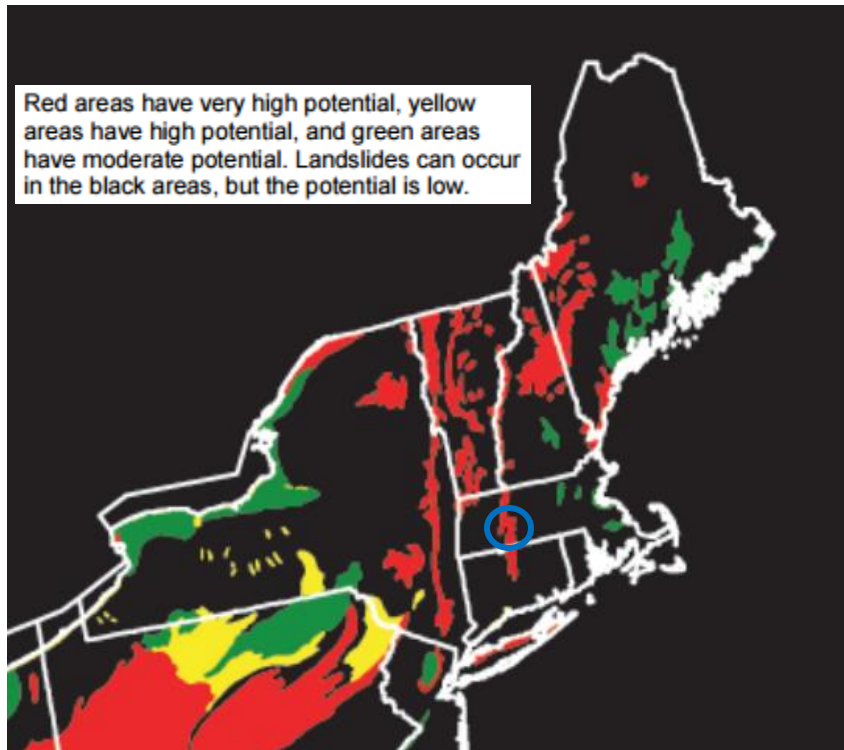 Red areas have very high potential, yellow
areas have high potential, and green areas
have moderate potential. Landslides can occur
in the black areas, but the potential is low.